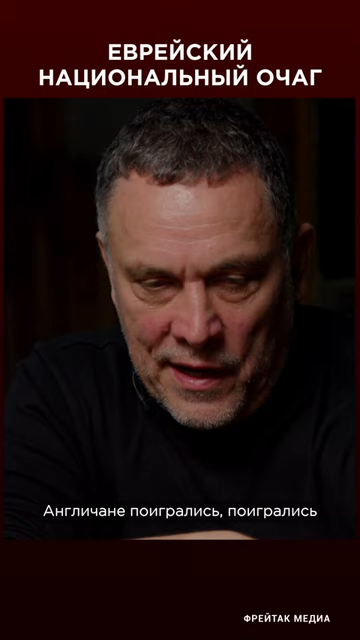 ЕВРЕЙСКИЙ
НАЦИОНАЛЬНЫЙ ОЧАГ
Англичане поигрались, поигрались
ФРЕЙТАК МЕДИА